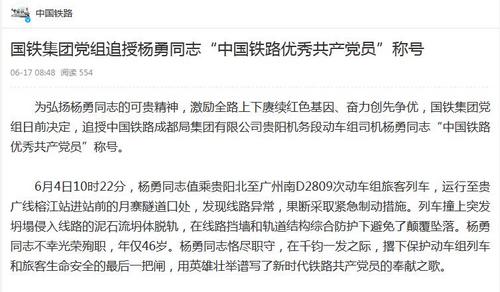 中国铁路
国铁集团党组追授杨勇同志“中国铁路优秀共产党员”称号
06-17 08:48 阅读 554
为弘扬杨勇同志的可贵精神，激励全路上下赓续红色基因、奋力创先争优，国铁集团党
组日前决定，追授中国铁路成都局集团有限公司贵阳机务段动车组司机杨勇同志“中国铁路
优秀共产党员”称号。
6月4日10时22分，杨勇同志值乘贵阳北至广州南D2809次动车组旅客列车，运行至贵
广线榕江站进站前的月寨隧道口处，发现线路异常，果断采取紧急制动措施。列车撞上突发
坍塌侵入线路的泥石流坍体脱轨，在线路挡墙和轨道结构综合防护下避免了颠覆坠落。杨勇
同志不幸光荣殉职，年仅46岁。杨勇同志恪尽职守，在千钧一发之际，撂下保护动车组列车
和旅客生命安全的最后一把闸，用英雄壮举谱写了新时代铁路共产党员的奉献之歌。